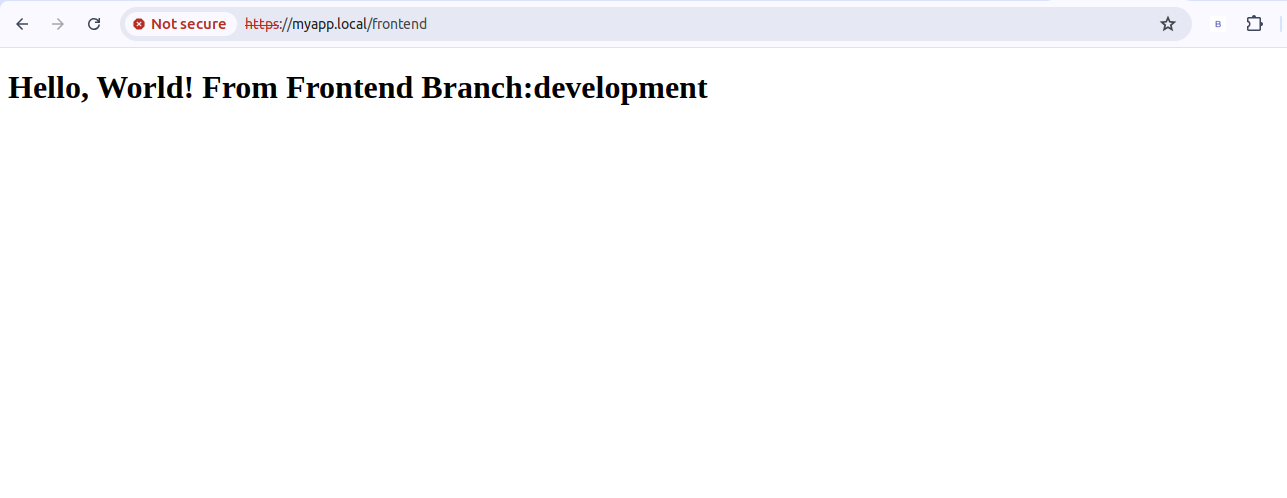 Not secure https://myapp.local/frontend
B
Hello, World! From Frontend Branch:development